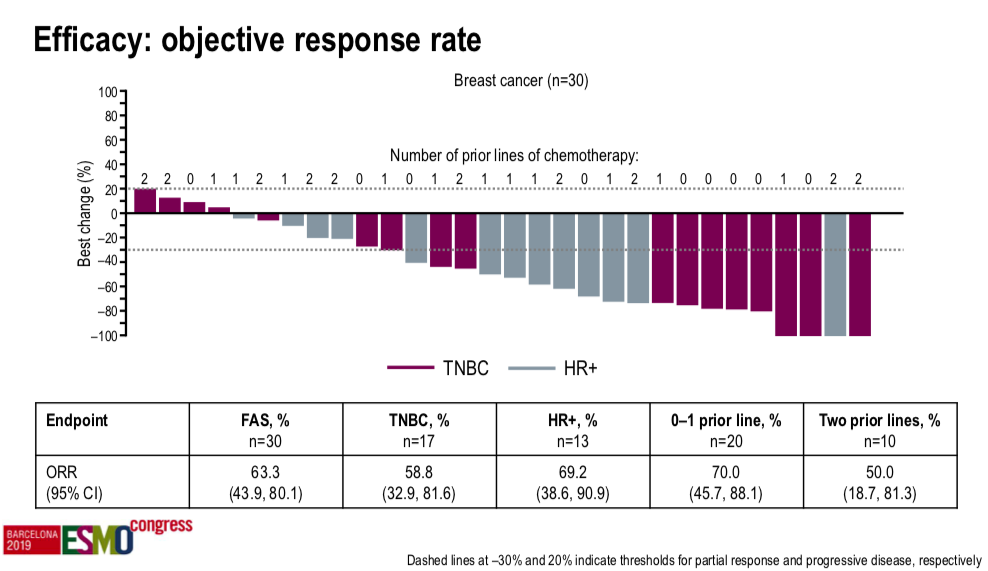 Efficacy: objective response rate
Breast cancer (n=30)
Number of prior lines of chemotherapy:
2 2 0 1 1 2 1 2 2 0 1 0 1 2 1 1 1 2 0 1 2 1 0 0 0 0 1 0 2 2
Best change (%)
100
80
60
40
20
0
–20
–40
–60
–80
–100
TNBC HR+
Endpoint FAS, % TNBC, % HR+, % 0–1 prior line, % Two prior lines, %
n=30 n=17 n=13 n=20 n=10
ORR 63.3 58.8 69.2 70.0 50.0
(95% CI) (43.9, 80.1) (32.9, 81.6) (38.6, 90.9) (45.7, 88.1) (18.7, 81.3)
BARCELONA
2019
ESMO congress
Dashed lines at –30% and 20% indicate thresholds for partial response and progressive disease, respectively